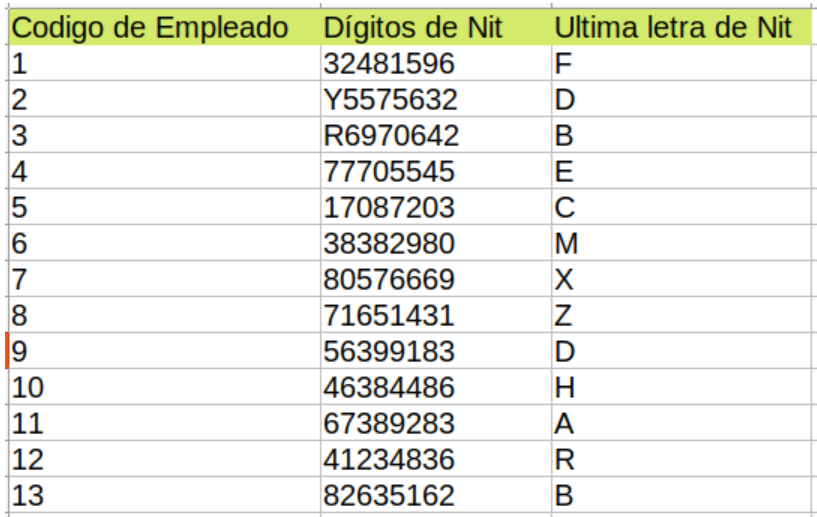 Codigo de Empleado Dígitos de Nit Ultima letra de Nit
1 32481596 F
2 Y5575632 D
3 R6970642 B
4 77705545 E
5 17087203 C
6 38382980 M
7 80576669 X
8 71651431 Z
9 56399183 D
10 46384486 H
11 67389283 A
12 41234836 R
13 82635162 B